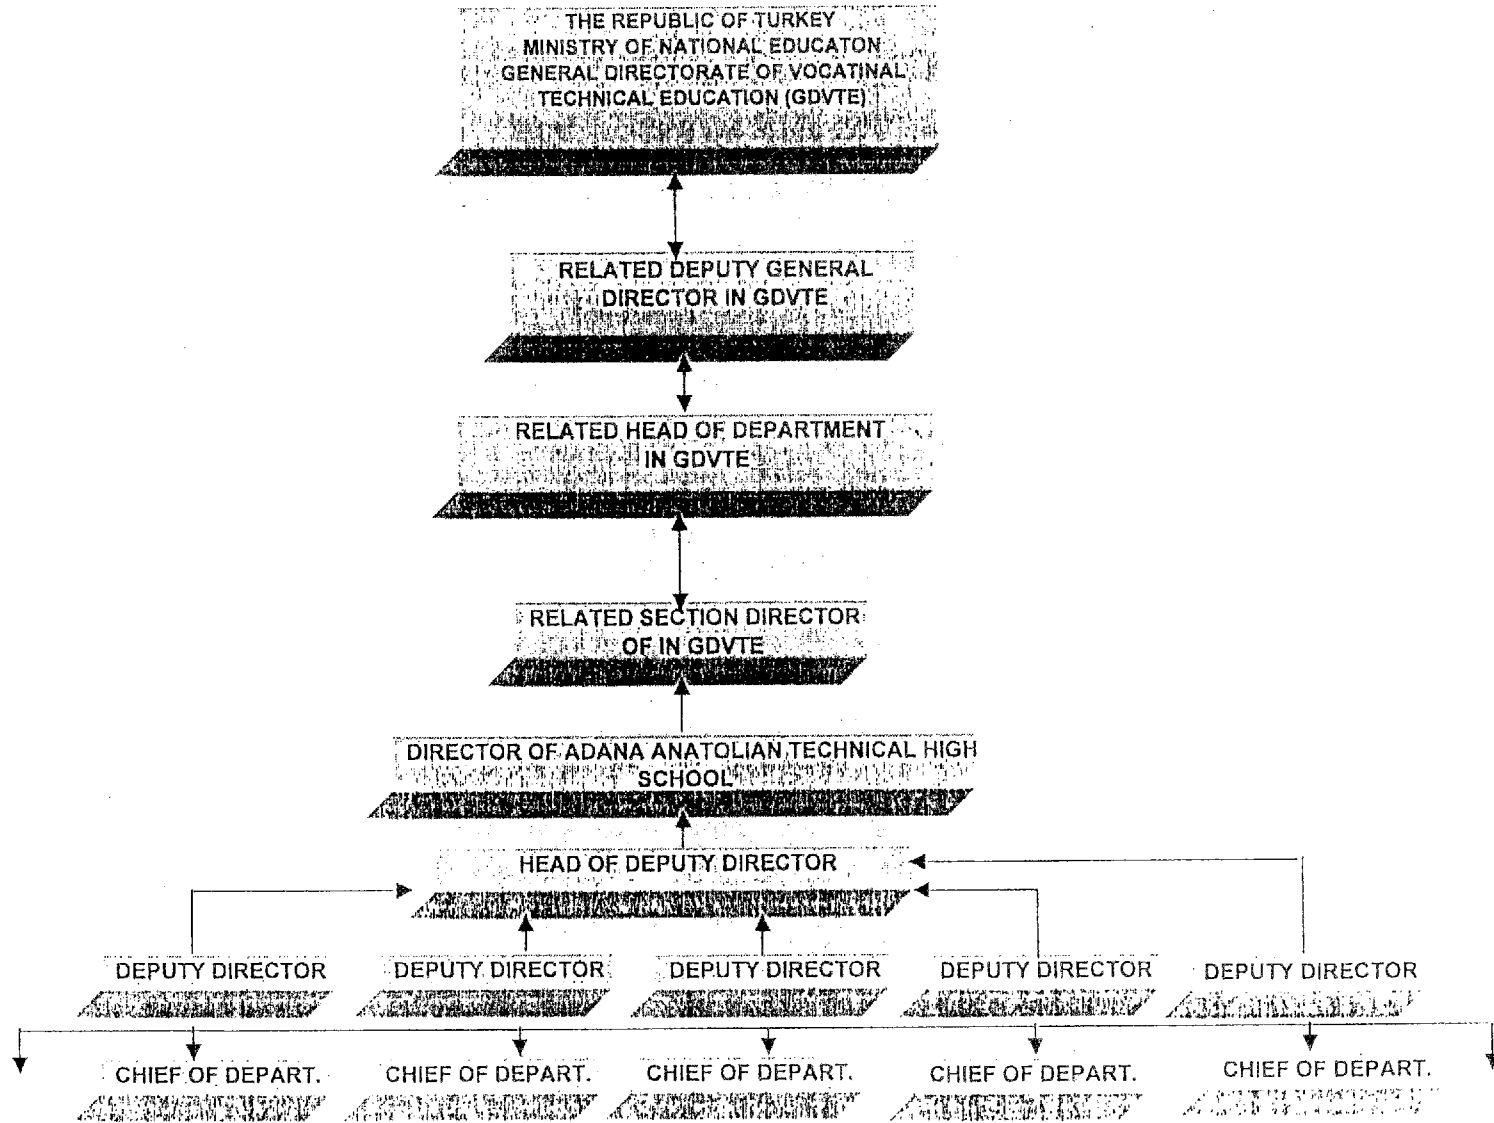 THE REPUBLIC OF TURKEY
MINISTRY OF NATIONAL EDUCATON
GENERAL DIRECTORATE OF VOCATINAL
TECHNICAL EDUCATION (GDVTE)
RELATED DEPUTY GENERAL
DIRECTOR IN GDVTE
RELATED HEAD OF DEPARTMENT
IN GDVTE
RELATED SECTION DIRECTOR
OF IN GDVTE
DIRECTOR OF ADANA ANATOLIAN TECHNICAL HIGH
SCHOOL
HEAD OF DEPUTY DIRECTOR
DEPUTY DIRECTOR DEPUTY DIRECTOR DEPUTY DIRECTOR DEPUTY DIRECTOR DEPUTY DIRECTOR
CHIEF OF DEPART. CHIEF OF DEPART. CHIEF OF DEPART. CHIEF OF DEPART. CHIEF OF DEPART.